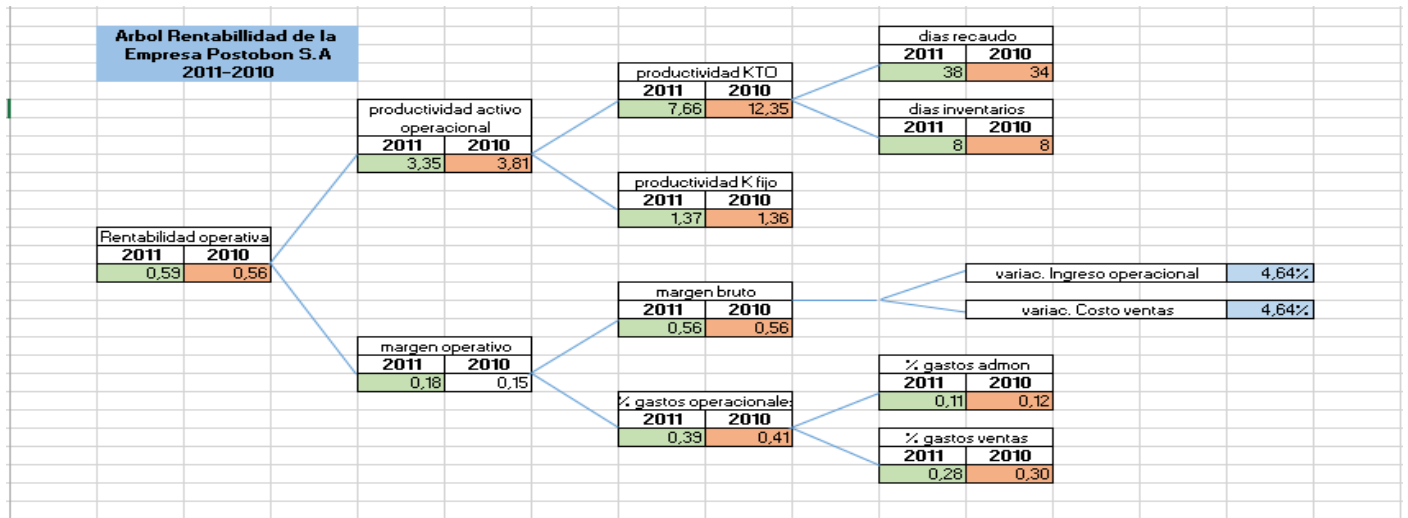 Arbol Rentabillidad de la
Empresa Postobon S.A
2011-2010
dias recaudo
2011 2010
38 34
productividad KTO
2011 2010
7,66 12,35
dias inventarios
2011 2010
8 8
productividad activo
operacional
2011 2010
3,35 3,81
productividad K fijo
2011 2010
1,37 1,36
Rentabilidad operativa
2011 2010
0,59 0,56
variac. Ingreso operacional 4,64%
variac. Costo ventas 4,64%
margen bruto
2011 2010
0,56 0,56
margen operativo
2011 2010
0,18 0,15
% gastos admon
2011 2010
0,11 0,12
% gastos operacionales
2011 2010
0,39 0,41
% gastos ventas
2011 2010
0,28 0,30